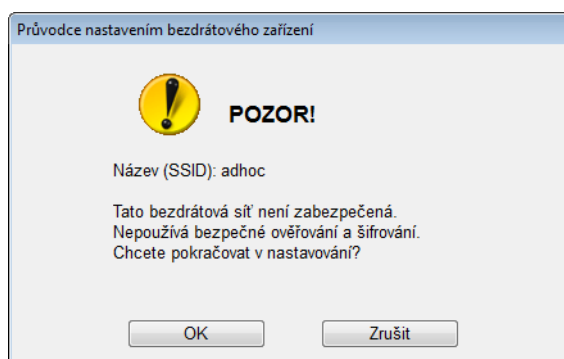 Průvodce nastavením bezdrátového zařízení
POZOR!
Název (SSID): adhoc
Tato bezdrátová síť není zabezpečená.
Nepoužívá bezpečné ověřování a šifrování.
Chcete pokračovat v nastavování?
OK
Zrušit